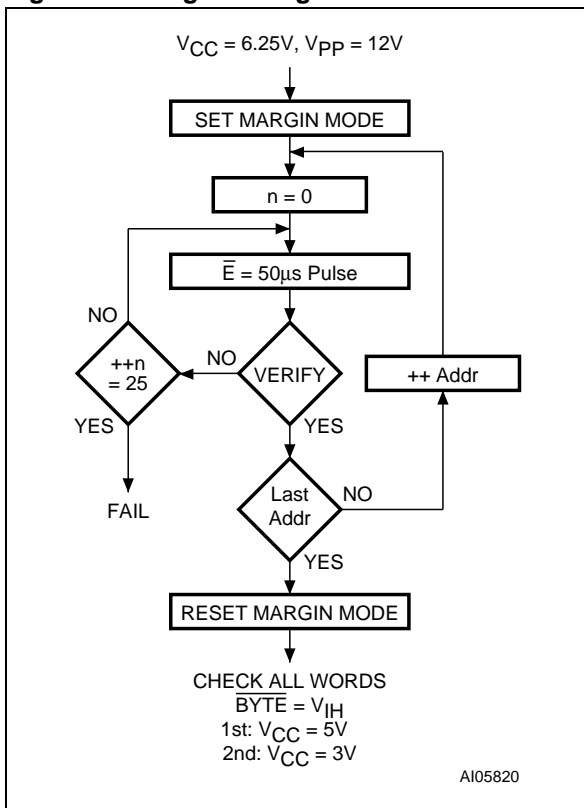 V_CC = 6.25V, V_PP = 12V
SET MARGIN MODE
n = 0
E̅ = 50μs Pulse
NO
++n
= 25
NO
VERIFY
++ Addr
YES
YES
Last
Addr
NO
FAIL
YES
RESET MARGIN MODE
CHECK ALL WORDS
B̅Y̅T̅E̅ = V_IH
1st: V_CC = 5V
2nd: V_CC = 3V
AI05820